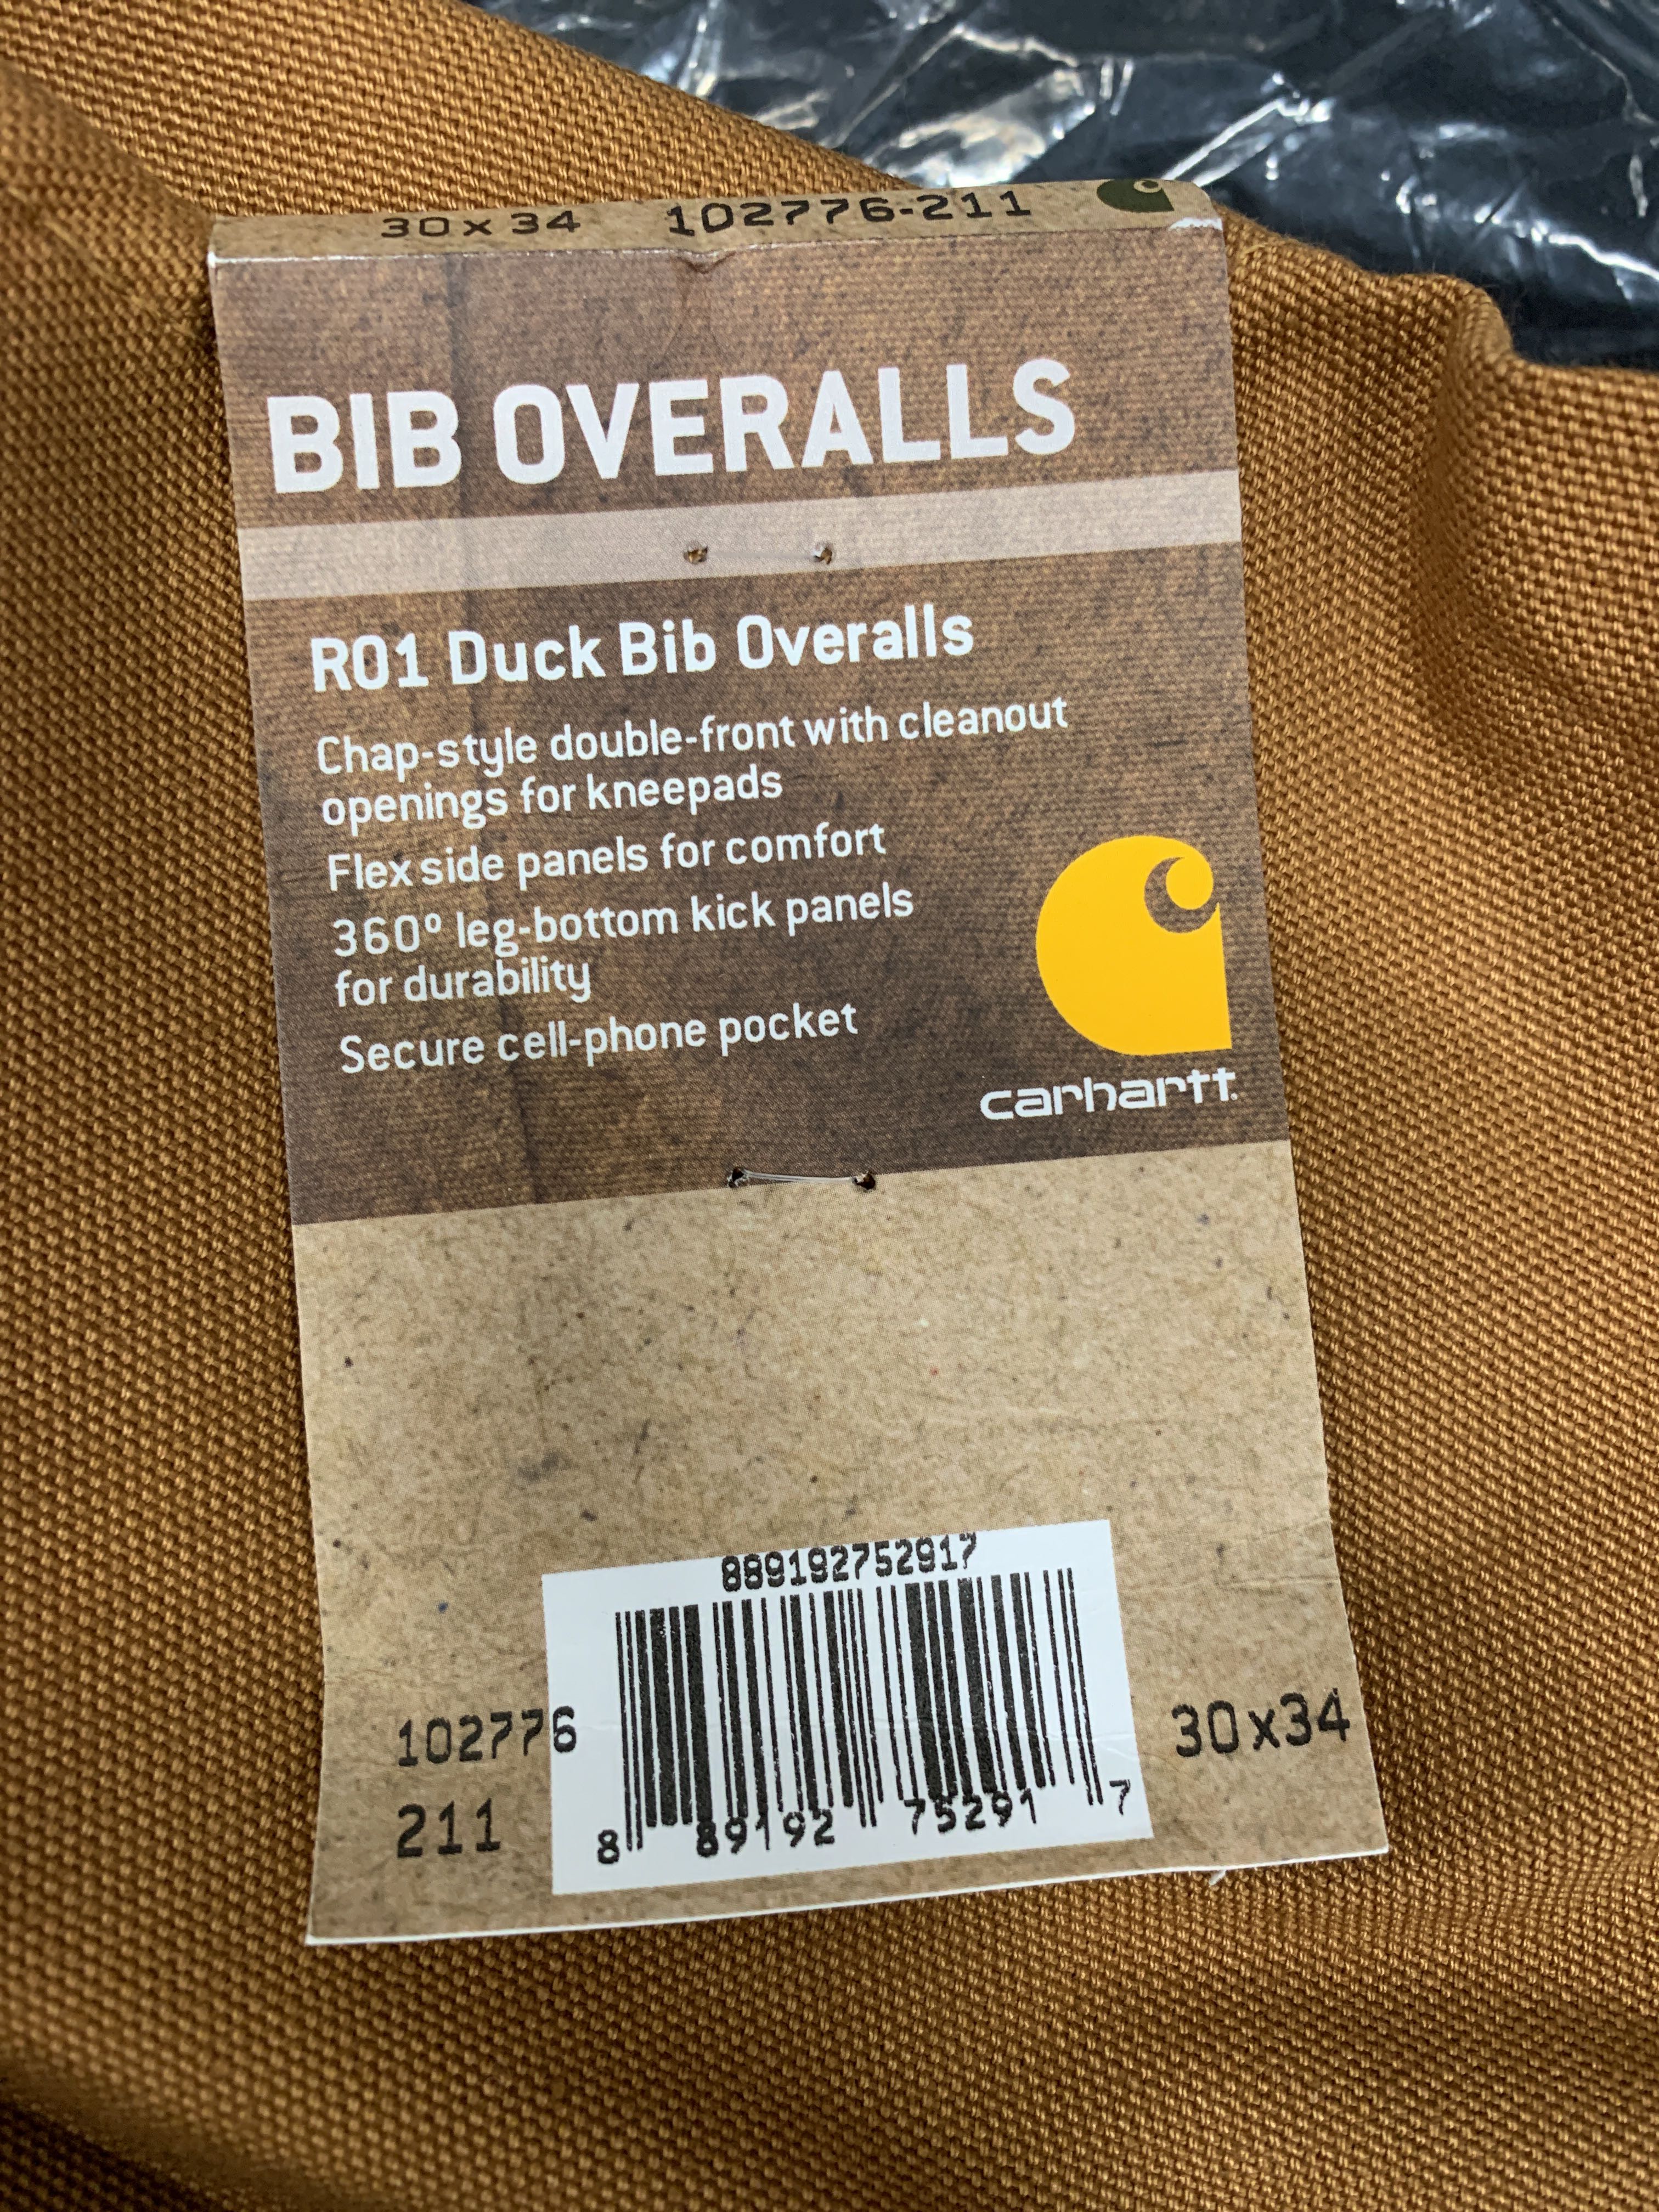 30 x 34 102776-211
BIB OVERALLS
R01 Duck Bib Overalls
Chap-style double-front with cleanout
openings for kneepads
Flex side panels for comfort
360° leg-bottom kick panels
for durability
Secure cell-phone pocket
carhartt
889192752917
102776
211
30x34
8 89192 75291 7